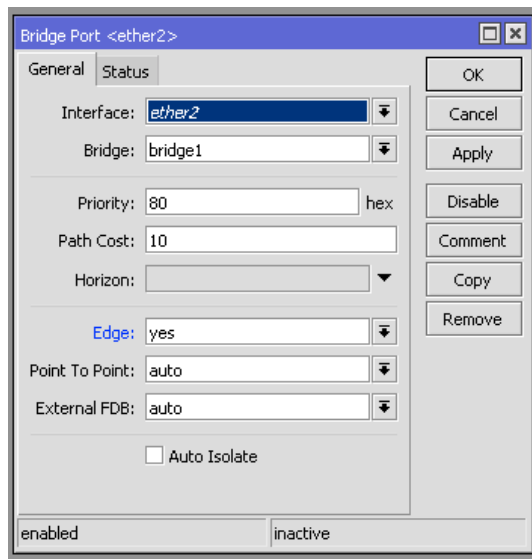 Bridge Port <ether2>
General Status
OK
Interface: ether2
Cancel
Bridge: bridge1
Apply
Priority: 80 hex
Disable
Path Cost: 10
Comment
Horizon:
Copy
Remove
Edge: yes
Point To Point: auto
External FDB: auto
Auto Isolate
enabled inactive